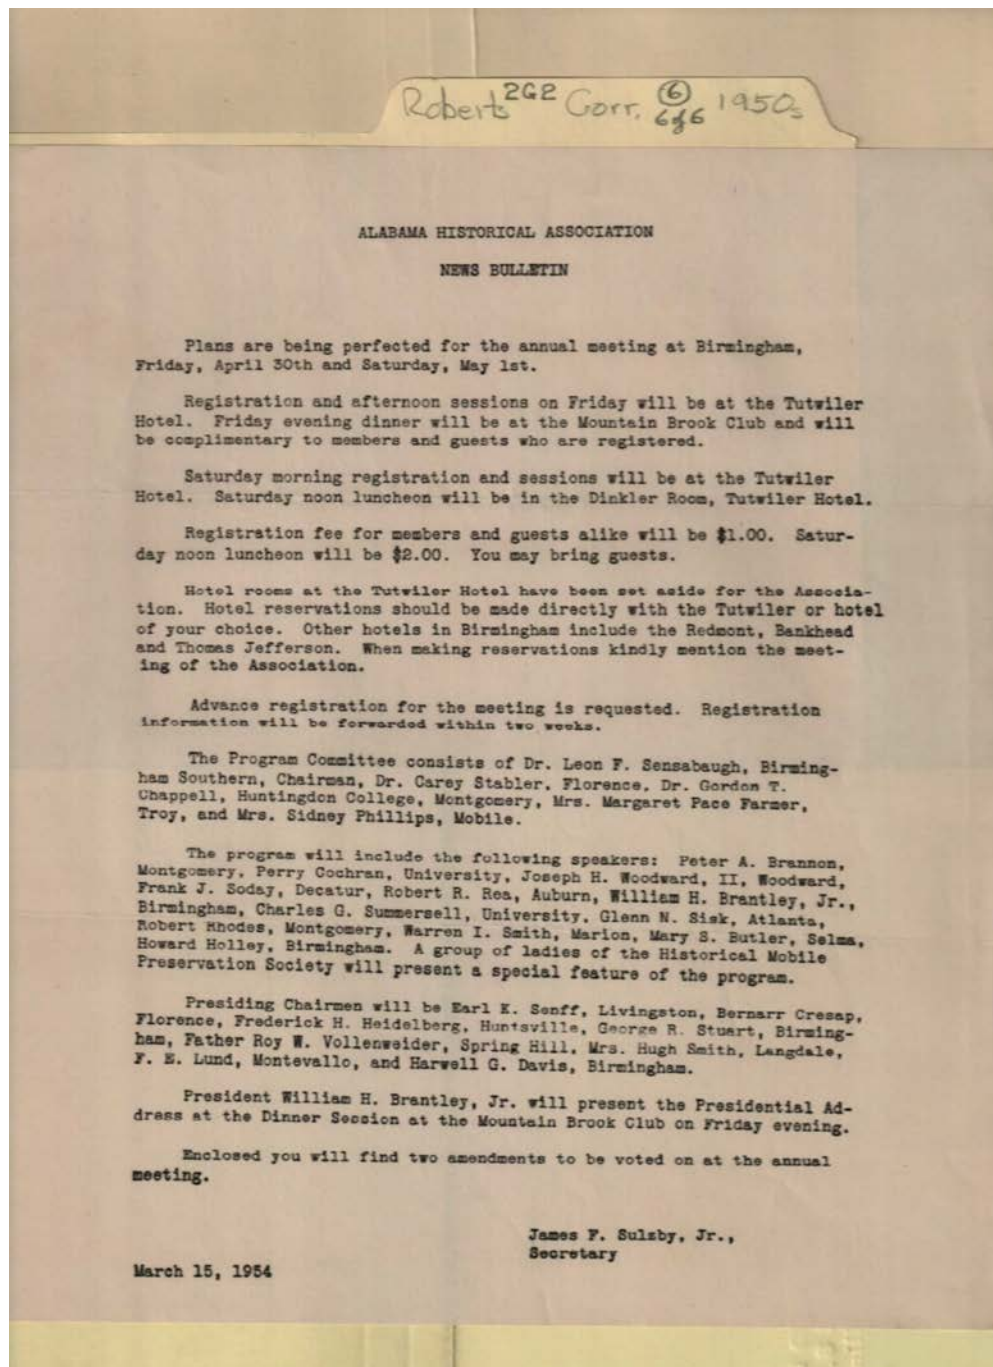 Roberts 2G2 Corr. 6 1950s
6 of 6
ALABAMA HISTORICAL ASSOCIATION
NEWS BULLETIN
Plans are being perfected for the annual meeting at Birmingham,
Friday, April 30th and Saturday, May 1st.
Registration and afternoon sessions on Friday will be at the Tutwiler
Hotel. Friday evening dinner will be at the Mountain Brook Club and will
be complimentary to members and guests who are registered.
Saturday morning registration and sessions will be at the Tutwiler
Hotel. Saturday noon luncheon will be in the Dinkler Room, Tutwiler Hotel.
Registration fee for members and guests alike will be $1.00. Satur-
day noon luncheon will be $2.00. You may bring guests.
Hotel rooms at the Tutwiler Hotel have been set aside for the Associa-
tion. Hotel reservations should be made directly with the Tutwiler or hotel
of your choice. Other hotels in Birmingham include the Redmont, Bankhead
and Thomas Jefferson. When making reservations kindly mention the meet-
ing of the Association.
Advance registration for the meeting is requested. Registration
information will be forwarded within two weeks.
The Program Committee consists of Dr. Leon F. Sensabaugh, Birming-
ham Southern, Chairman, Dr. Carey Stabler, Florence, Dr. Gordon T.
Chappell, Huntingdon College, Montgomery, Mrs. Margaret Pace Farmer,
Troy, and Mrs. Sidney Phillips, Mobile.
The program will include the following speakers: Peter A. Brannon,
Montgomery, Perry Cochran, University, Joseph H. Woodward, II, Woodward,
Frank J. Soday, Decatur, Robert R. Rea, Auburn, William H. Brantley, Jr.,
Birmingham, Charles G. Summersell, University, Glenn N. Sisk, Atlanta,
Robert Rhodes, Montgomery, Warren I. Smith, Marion, Mary S. Butler, Selma,
Howard Holley, Birmingham. A group of ladies of the Historical Mobile
Preservation Society will present a special feature of the program.
Presiding Chairmen will be Earl E. Senff, Livingston, Bernarr Cresap,
Florence, Frederick H. Heidelberg, Huntsville, George R. Stuart, Birming-
ham, Father Roy W. Vollenweider, Spring Hill, Mrs. Hugh Smith, Langdale,
F. E. Lund, Montevallo, and Harwell G. Davis, Birmingham.
President William H. Brantley, Jr. will present the Presidential Ad-
dress at the Dinner Session at the Mountain Brook Club on Friday evening.
Enclosed you will find two amendments to be voted on at the annual
meeting.
James F. Sulzby, Jr.,
Secretary
March 15, 1954